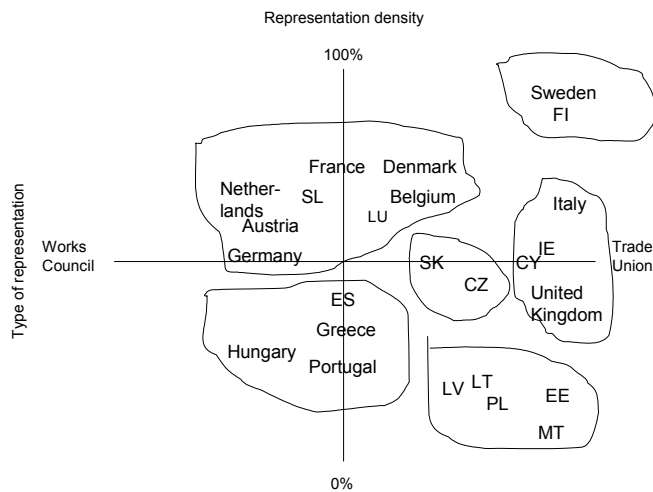 Representation density
100%
Sweden
FI
France
Denmark
Nether-
lands
SL
Belgium
LU
Austria
Italy
Germany
Works
Council
SK
CY
IE
Trade
Union
CZ
United
Kingdom
ES
Greece
Hungary
Portugal
LV
LT
PL
EE
MT
0%
Type of representation